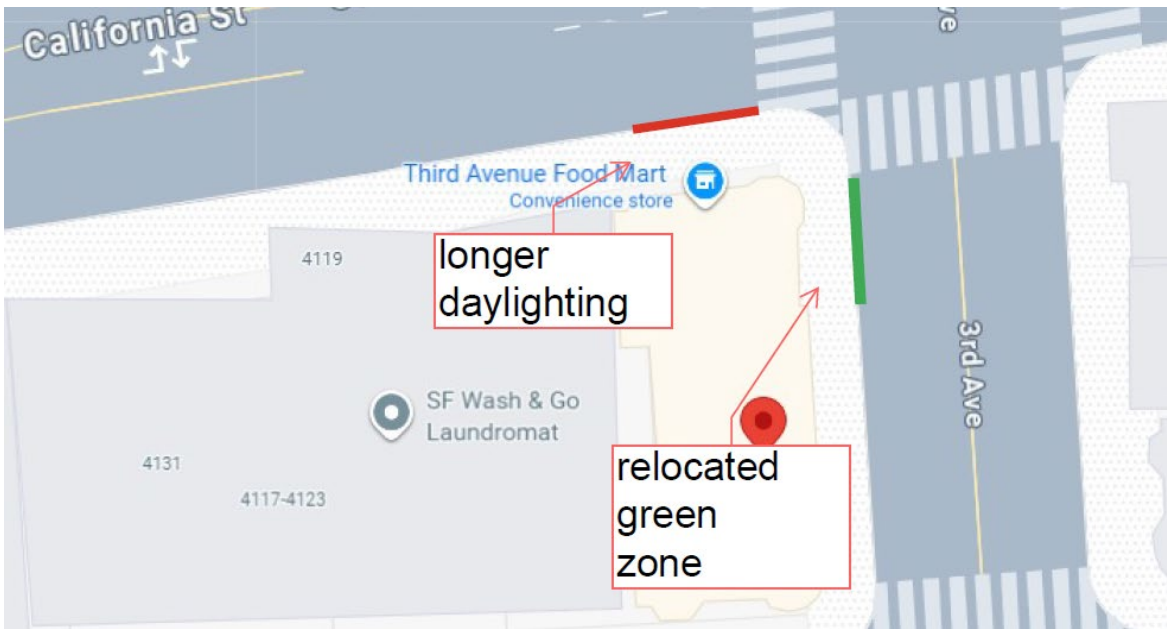 California St
ve
Third Avenue Food Mart
Convenience store
longer
daylighting
4119
3rd Ave
SF Wash & Go
Laundromat
4131
4117-4123
relocated
green
zone